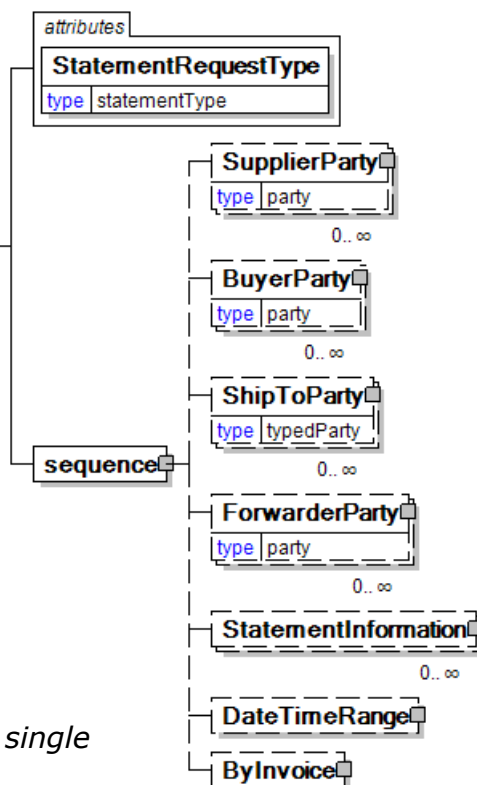 attributes
StatementRequestType
type statementType
SupplierParty
type party
0.. ∞
BuyerParty
type party
0.. ∞
ShipToParty
type typedParty
0.. ∞
sequence
ForwarderParty
type party
0.. ∞
StatementInformation
0.. ∞
DateTimeRange
single
ByInvoice